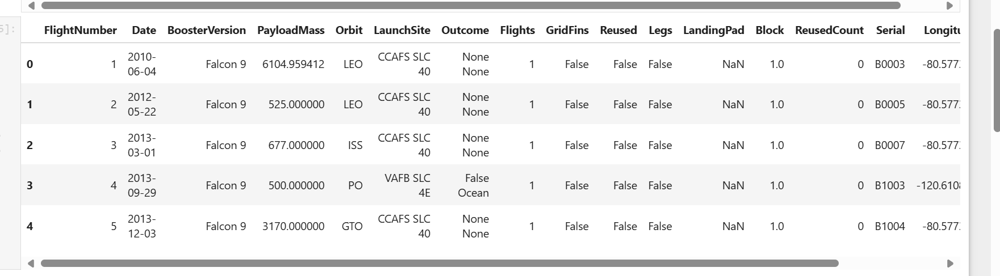 5]:
FlightNumber Date BoosterVersion PayloadMass Orbit LaunchSite Outcome Flights GridFins Reused Legs LandingPad Block ReusedCount Serial Longitu
0 1 2010-06-04 Falcon 9 6104.959412 LEO CCAFS SLC 40 None None 1 False False False NaN 1.0 0 B0003 -80.577
1 2 2012-05-22 Falcon 9 525.000000 LEO CCAFS SLC 40 None None 1 False False False NaN 1.0 0 B0005 -80.577
2 3 2013-03-01 Falcon 9 677.000000 ISS CCAFS SLC 40 None None 1 False False False NaN 1.0 0 B0007 -80.577
3 4 2013-09-29 Falcon 9 500.000000 PO VAFB SLC 4E False Ocean 1 False False False NaN 1.0 0 B1003 -120.610
4 5 2013-12-03 Falcon 9 3170.000000 GTO CCAFS SLC 40 None None 1 False False False NaN 1.0 0 B1004 -80.577